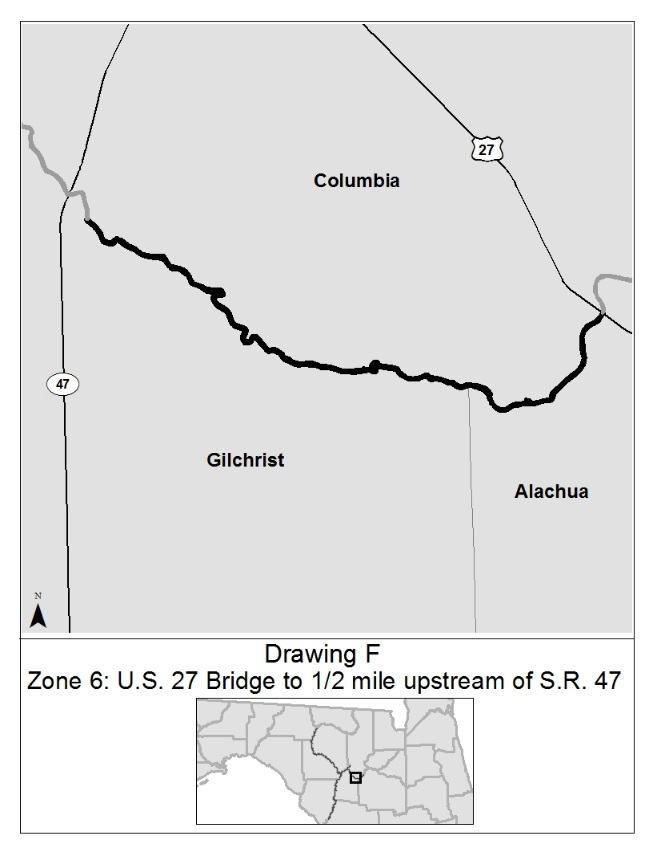 27
Columbia
47
Gilchrist
Alachua
N
Drawing F
Zone 6: U.S. 27 Bridge to 1/2 mile upstream of S.R. 47